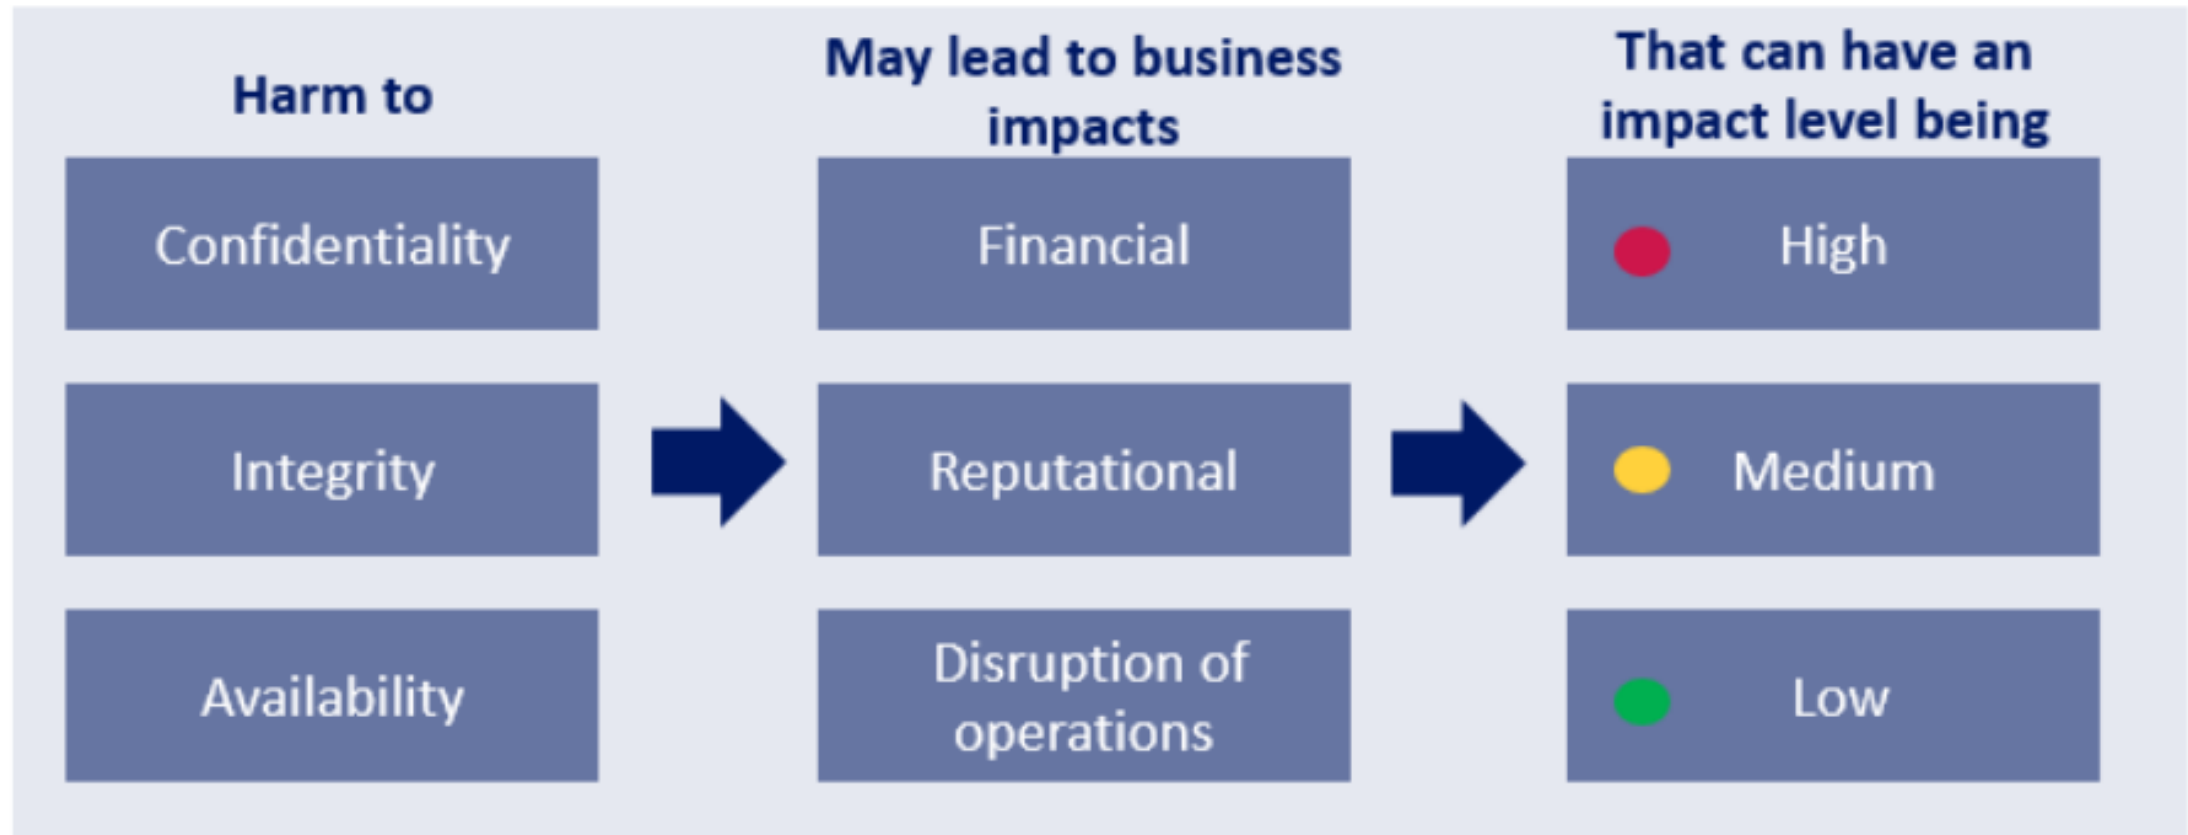 Harm to
Confidentiality
Integrity
Availability
May lead to business
impacts
Financial
Reputational
Disruption of
operations
That can have an
impact level being
High
Medium
Low